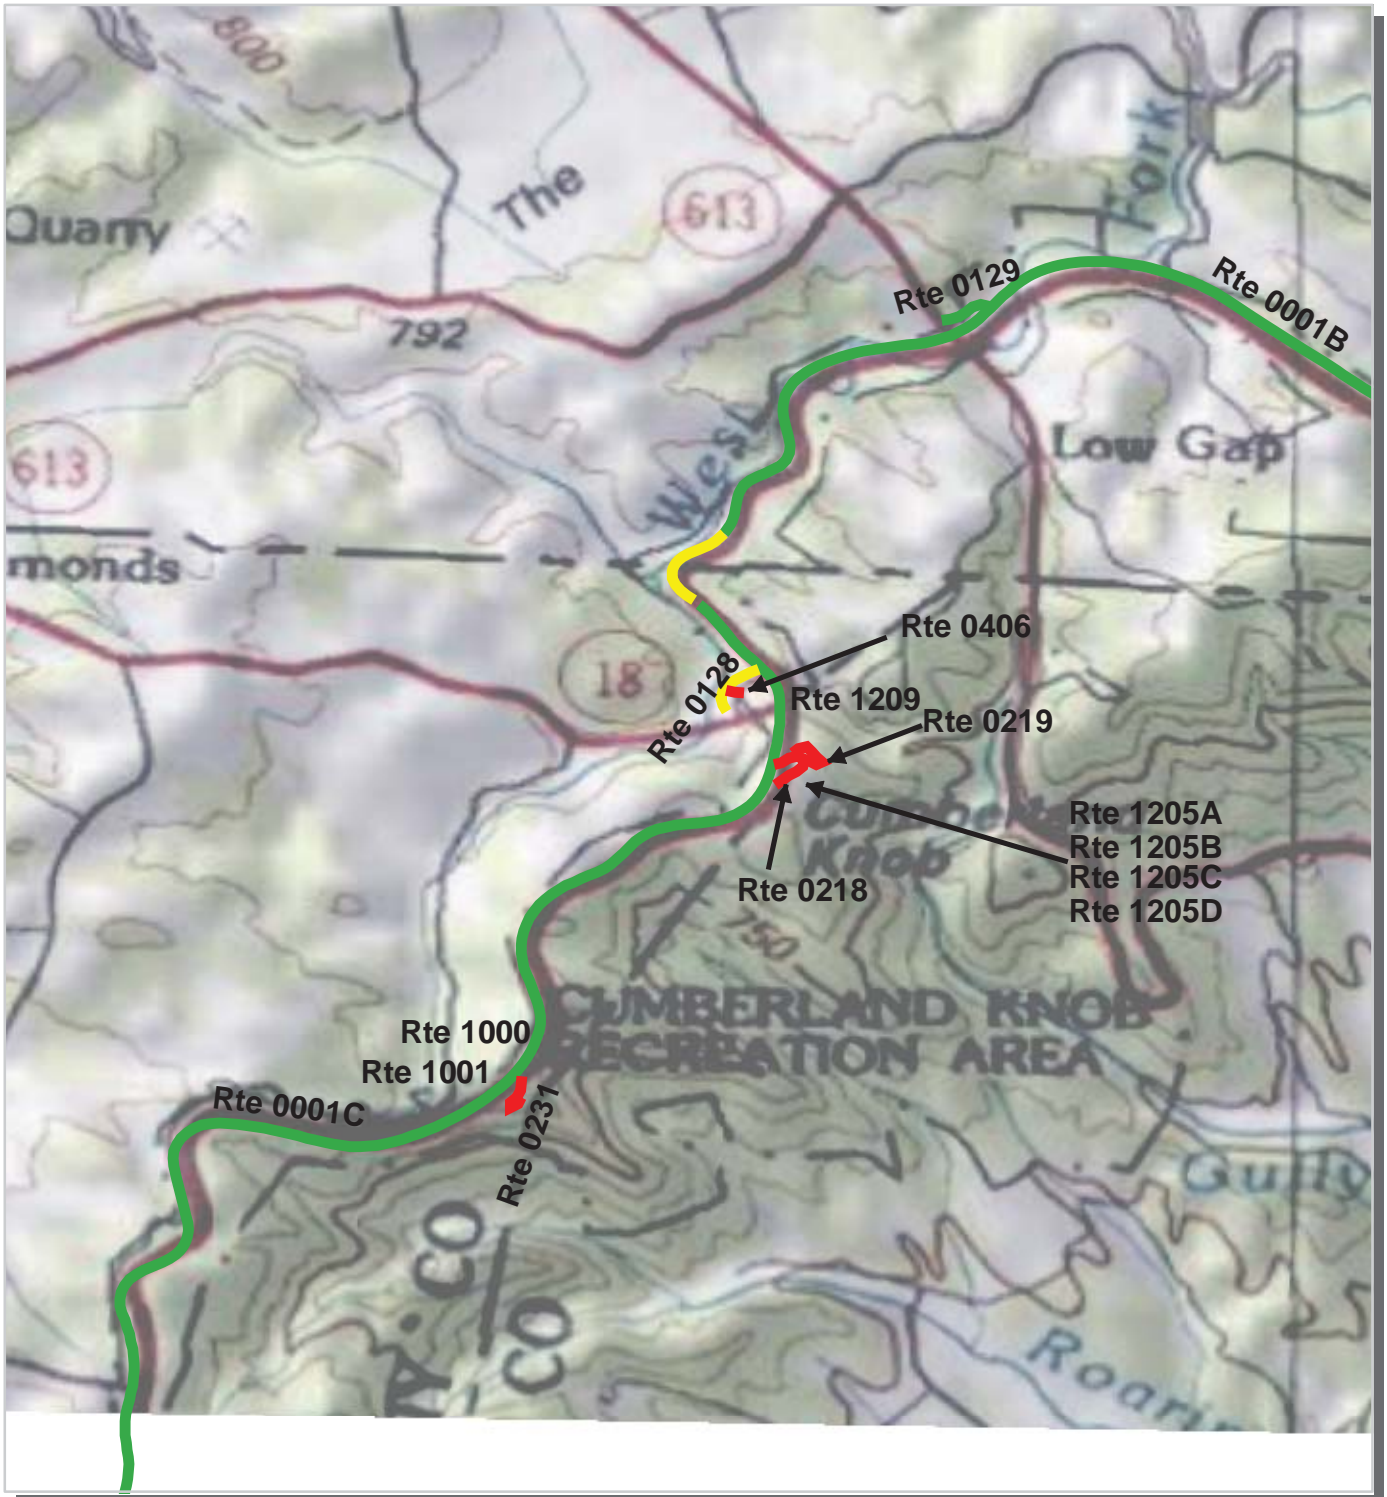 800
Fork
The
613
Quarry
Rte 0129
Rte 0001B
792
West
Low Gap
613
monds
Rte 0406
18
Rte 0128
Rte 1209
Rte 0219
Rte 1205A
Rte 1205B
Rte 1205C
Rte 1205D
Knob
Rte 0218
750
CUMBERLAND KNOB
RECREATION AREA
Rte 1000
Rte 1001
Rte 0001C
Rte 0231
Gully
CO
CO
Roarin